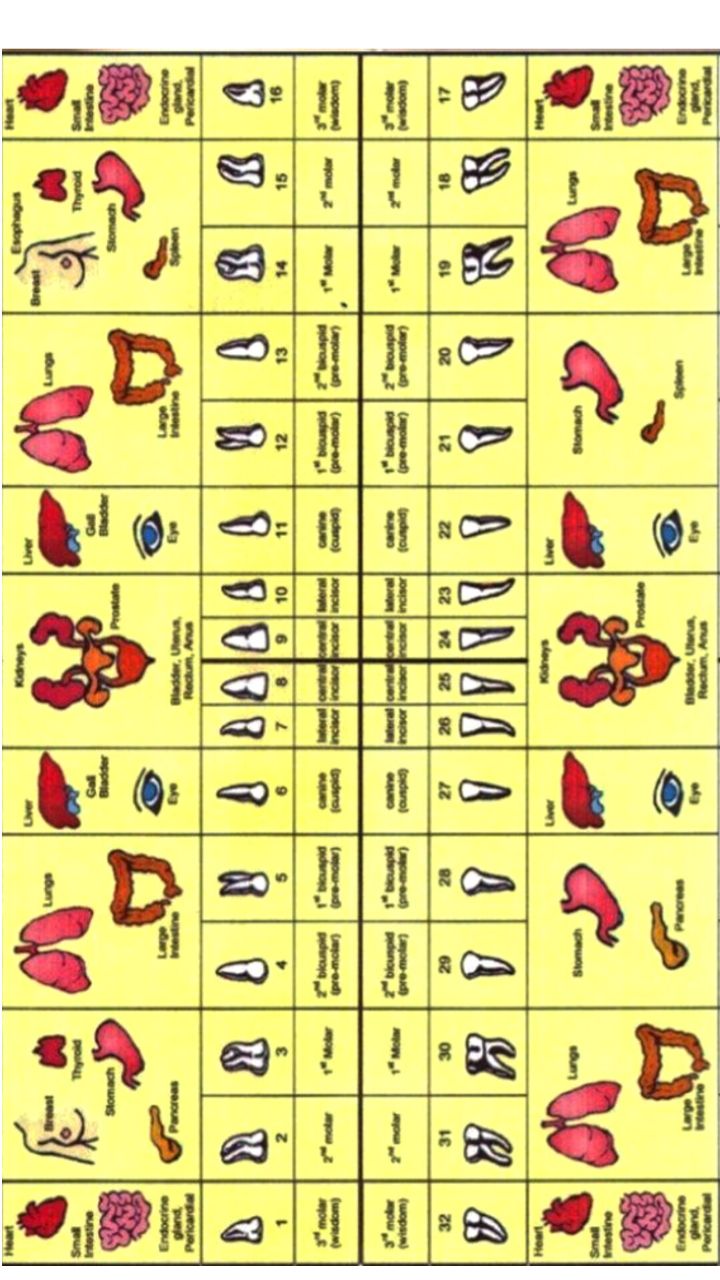 Heart
Small
Intestine
Endocrine
gland,
Pericardial
Breast
Thyroid
Stomach
Pancreas
Lungs
Large
Intestine
Liver
Gall
Bladder
Eye
Kidneys
Prostate
Bladder, Uterus,
Rectum, Anus
Liver
Gall
Bladder
Eye
Lungs
Large
Intestine
Esophagus
Breast
Thyroid
Stomach
Spleen
Heart
Small
Intestine
Endocrine
gland,
Pericardial
1 2 3 4 5 6 7 8 9 10 11 12 13 14 15 16
3rd molar
(wisdom)
2nd molar
1st Molar
2nd bicuspid
(pre-molar)
1st bicuspid
(pre-molar)
canine
(cuspid)
lateral
incisor
central
incisor
central
incisor
lateral
incisor
canine
(cuspid)
1st bicuspid
(pre-molar)
2nd bicuspid
(pre-molar)
1st Molar
2nd molar
3rd molar
(wisdom)
3rd molar
(wisdom)
2nd molar
1st Molar
2nd bicuspid
(pre-molar)
1st bicuspid
(pre-molar)
canine
(cuspid)
lateral
incisor
central
incisor
central
incisor
lateral
incisor
canine
(cuspid)
1st bicuspid
(pre-molar)
2nd bicuspid
(pre-molar)
1st Molar
2nd molar
3rd molar
(wisdom)
32 31 30 29 28 27 26 25 24 23 22 21 20 19 18 17
Heart
Small
Intestine
Endocrine
gland,
Pericardial
Lungs
Large
Intestine
Stomach
Pancreas
Liver
Eye
Kidneys
Prostate
Bladder, Uterus,
Rectum, Anus
Liver
Eye
Stomach
Spleen
Lungs
Large
Intestine
Heart
Small
Intestine
Endocrine
gland,
Pericardial